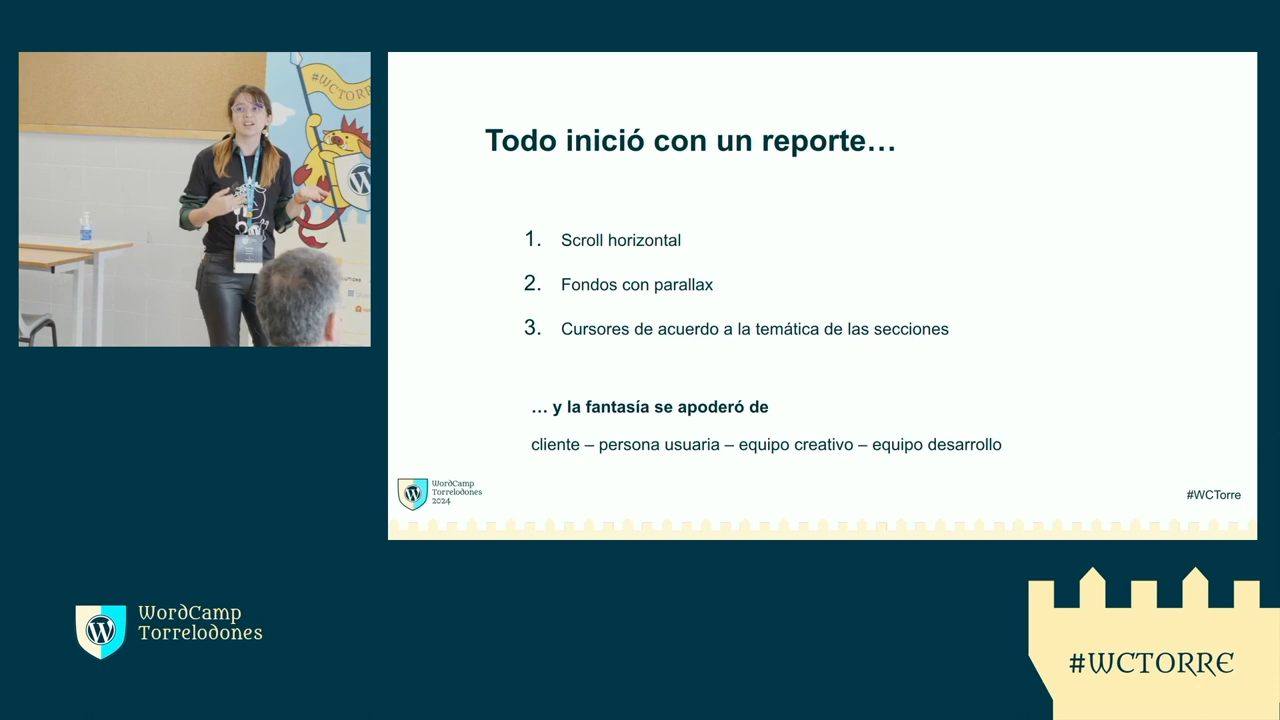 #WCTORRE
Todo inició con un reporte…
1. Scroll horizontal
2. Fondos con parallax
3. Cursores de acuerdo a la temática de las secciones
… y la fantasía se apoderó de
cliente – persona usuaria – equipo creativo – equipo desarrollo
WordCamp
Torrelodones
2024
#WCTorre
WordCamp
Torrelodones
#WCTORRE